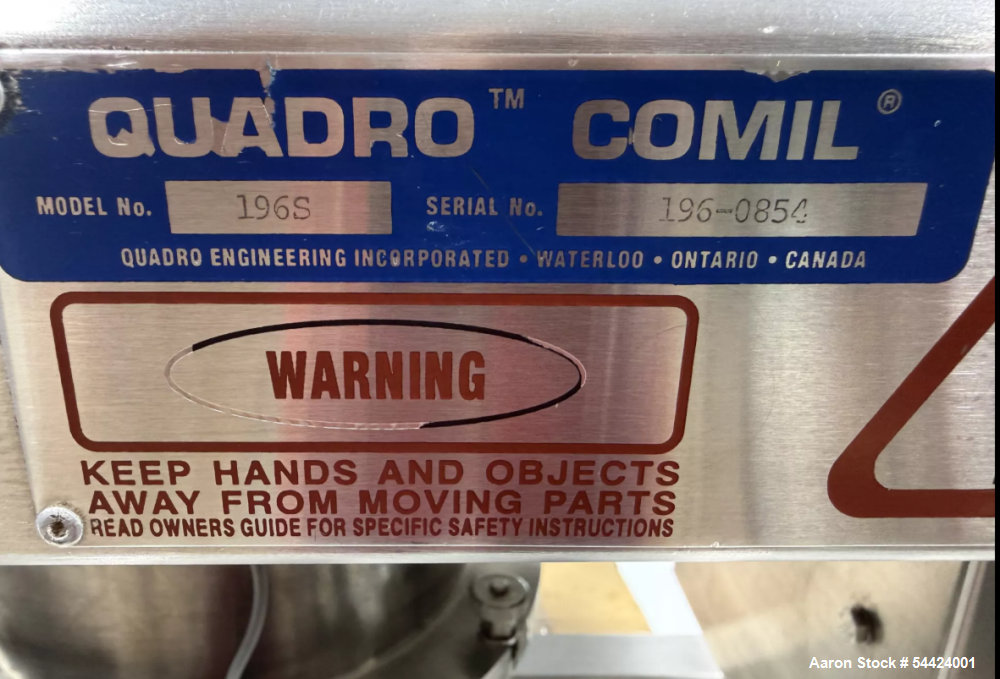 QUADRO™ COMIL®
MODEL No. 196S SERIAL No. 196-0854
QUADRO ENGINEERING INCORPORATED • WATERLOO • ONTARIO • CANADA
WARNING
KEEP HANDS AND OBJECTS
AWAY FROM MOVING PARTS
READ OWNERS GUIDE FOR SPECIFIC SAFETY INSTRUCTIONS
Aaron Stock # 54424001